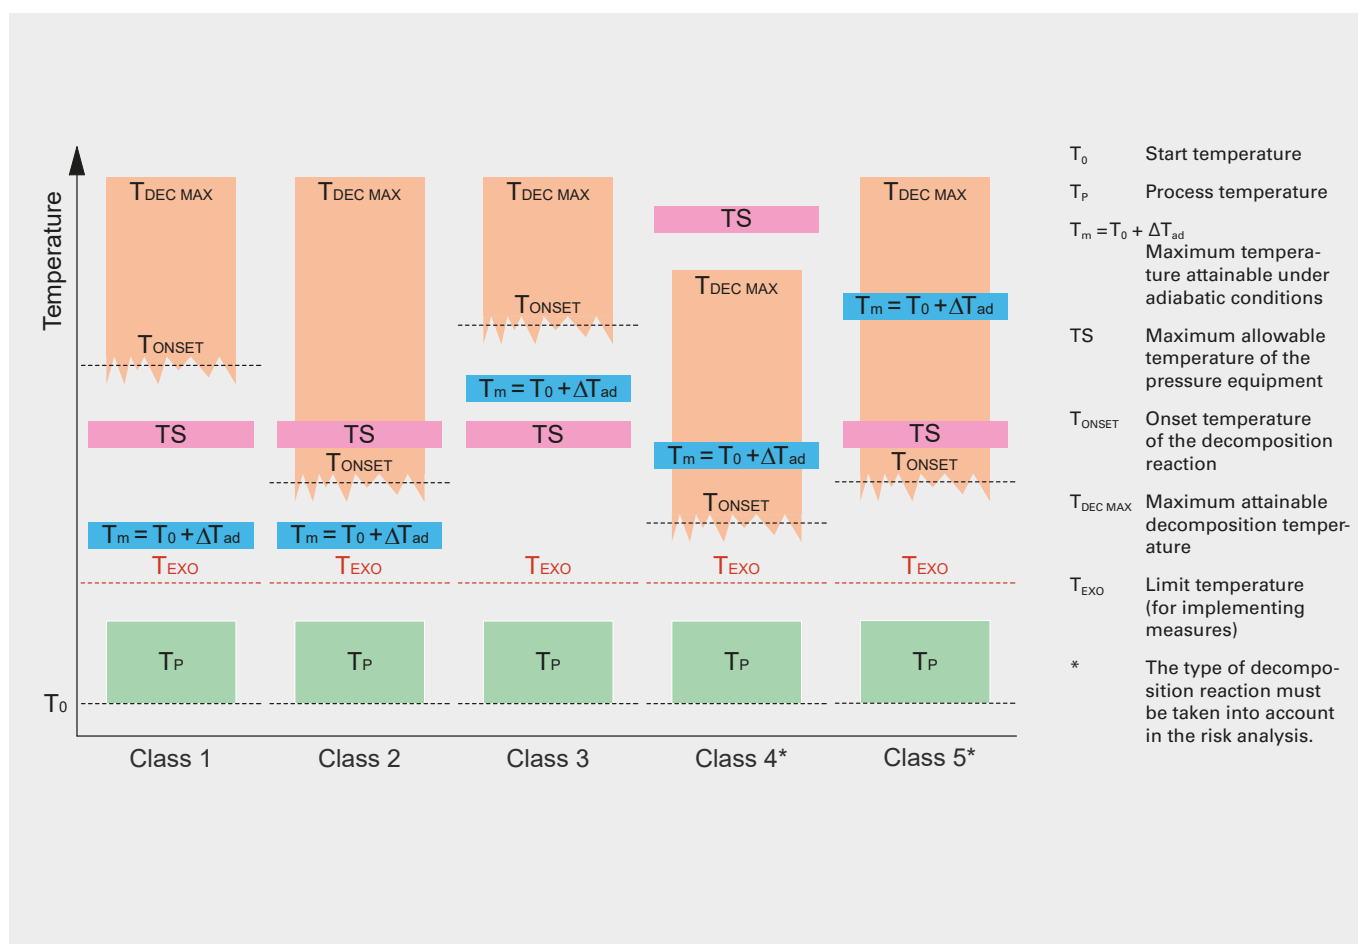 Temperature
T0
TDEC MAX
TONSET
TS
Tm = T0 + ΔTad
TEXO
TP
Class 1
TDEC MAX
TS
TONSET
Tm = T0 + ΔTad
TEXO
TP
Class 2
TDEC MAX
TONSET
Tm = T0 + ΔTad
TS
TEXO
TP
Class 3
TS
TDEC MAX
Tm = T0 + ΔTad
TONSET
TEXO
TP
Class 4*
TDEC MAX
Tm = T0 + ΔTad
TS
TONSET
TEXO
TP
Class 5*
T0 Start temperature
TP Process temperature
Tm = T0 + ΔTad
Maximum tempera-
ture attainable under
adiabatic conditions
TS Maximum allowable
temperature of the
pressure equipment
TONSET Onset temperature
of the decomposition
reaction
TDEC MAX Maximum attainable
decomposition temper-
ature
TEXO Limit temperature
(for implementing
measures)
* The type of decompo-
sition reaction must
be taken into account
in the risk analysis.